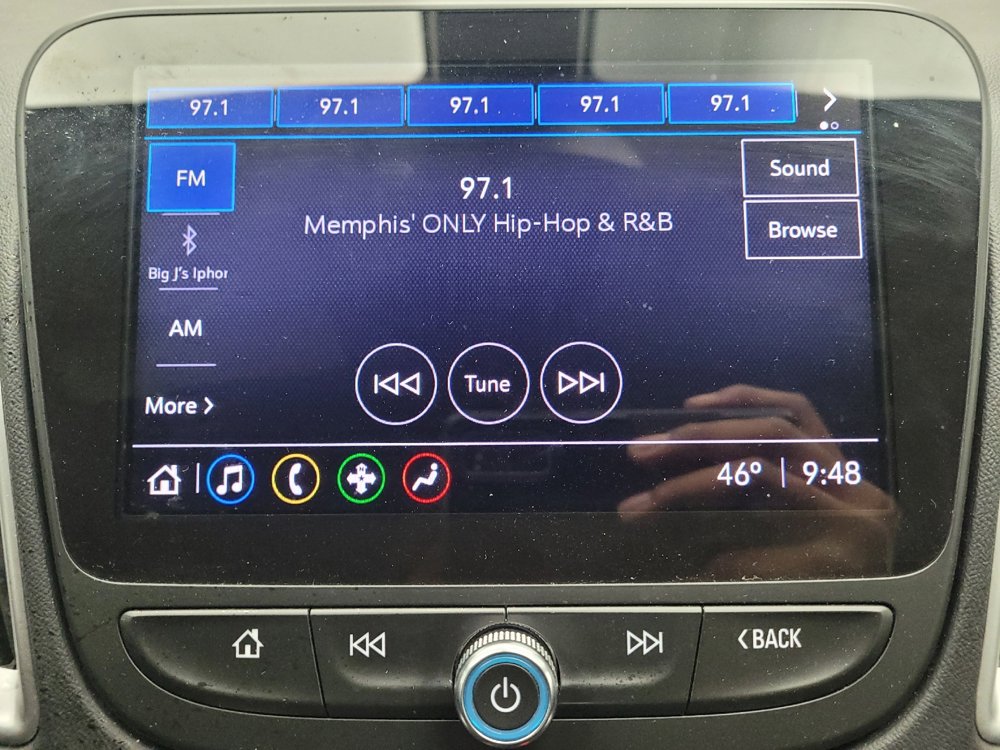 97.1 97.1 97.1 97.1 97.1
FM
Sound
97.1
Memphis' ONLY Hip-Hop & R&B
Browse
Big J's Iphor
AM
Tune
More
46° 9:48
BACK